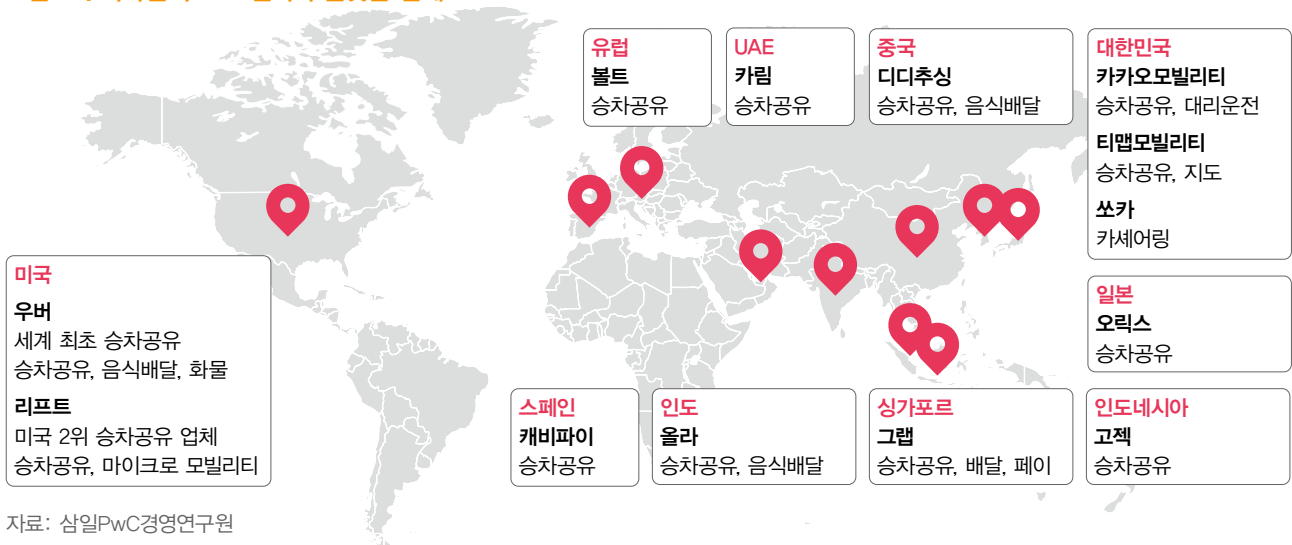 유럽
볼트
승차공유
UAE
카림
승차공유
중국
디디추싱
승차공유, 음식배달
대한민국
카카오모빌리티
승차공유, 대리운전
티맵모빌리티
승차공유, 지도
쏘카
카셰어링
미국
우버
세계 최초 승차공유
승차공유, 음식배달, 화물
리프트
미국 2위 승차공유 업체
승차공유, 마이크로 모빌리티
일본
오릭스
승차공유
스페인
캐비파이
승차공유
인도
올라
승차공유, 음식배달
싱가포르
그랩
승차공유, 배달, 페이
인도네시아
고젝
승차공유
자료: 삼일PwC경영연구원